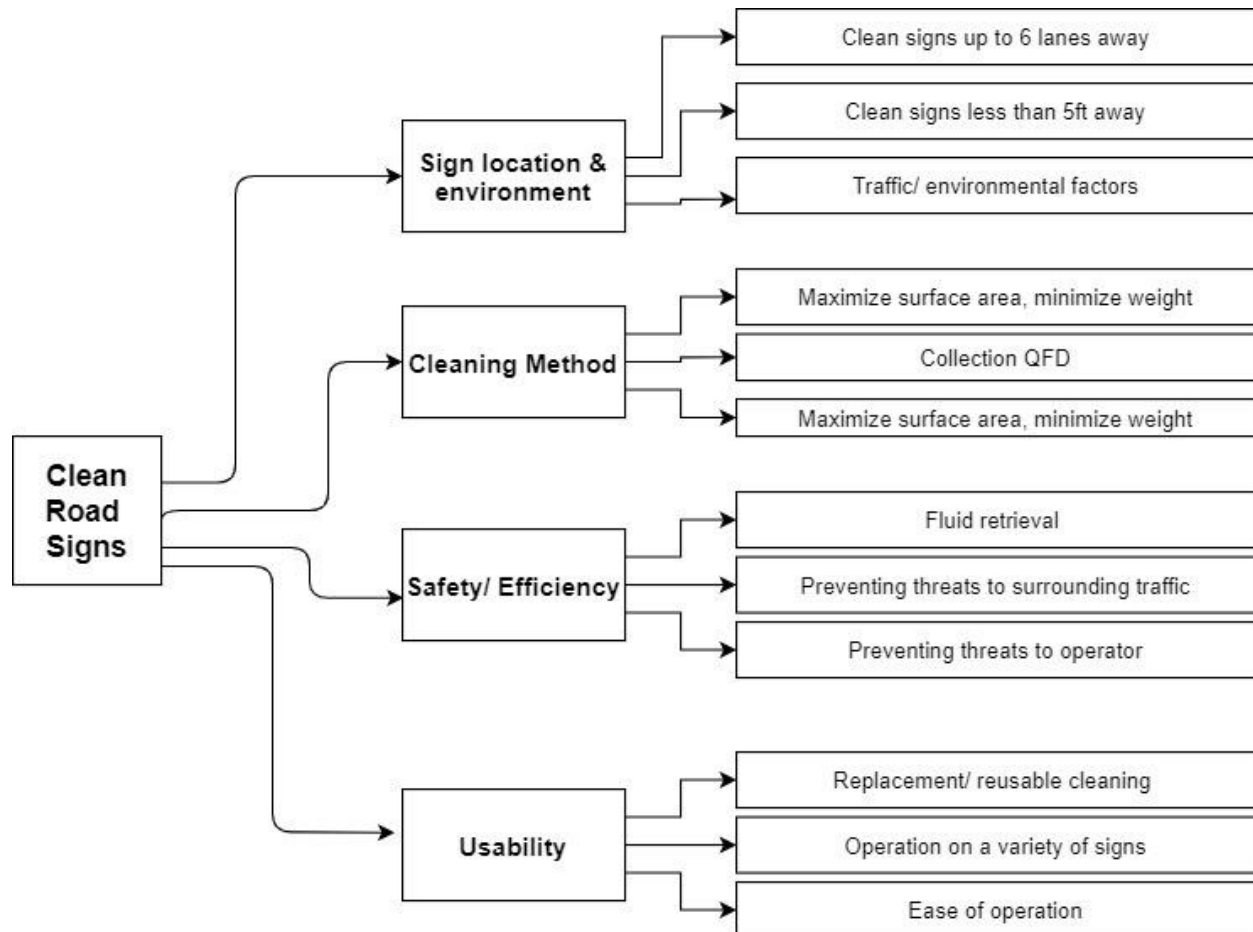 Clean signs up to 6 lanes away
Clean signs less than 5ft away
Sign location &
environment
Traffic/ environmental factors
Maximize surface area, minimize weight
Cleaning Method
Collection QFD
Maximize surface area, minimize weight
Clean
Road
Signs
Fluid retrieval
Safety/ Efficiency
Preventing threats to surrounding traffic
Preventing threats to operator
Replacement/ reusable cleaning
Usability
Operation on a variety of signs
Ease of operation